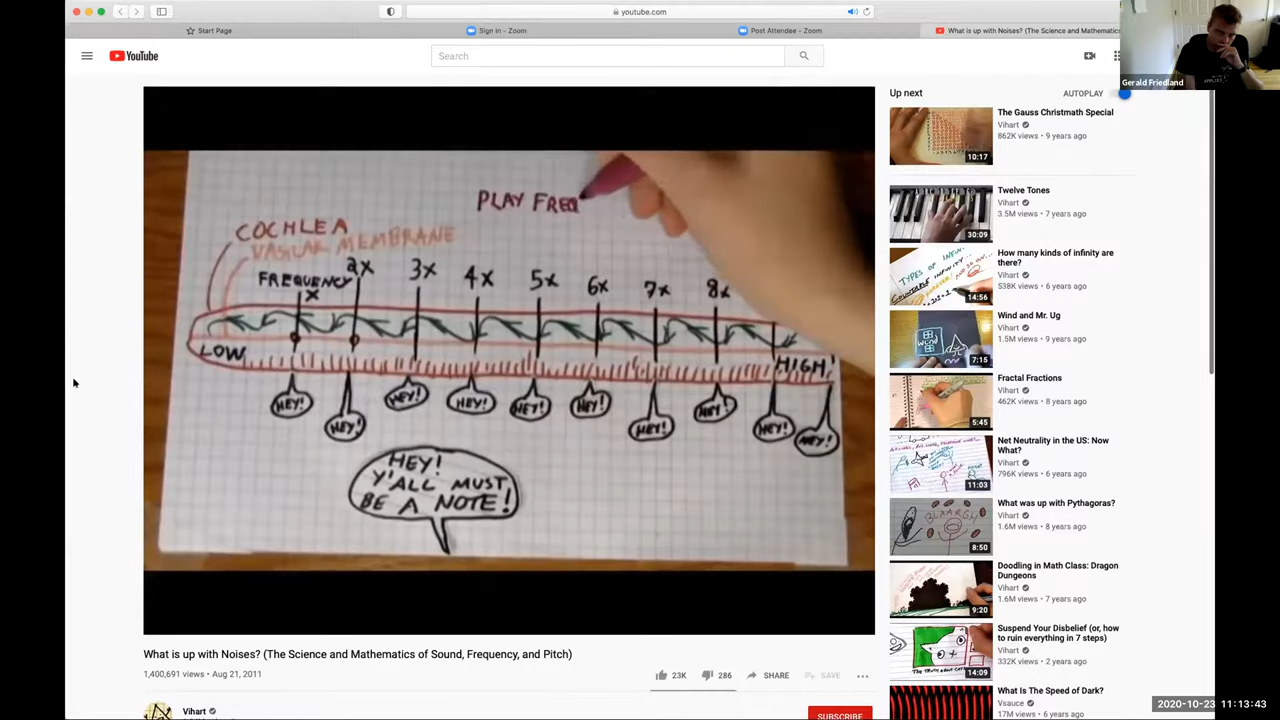 youtube.com
Start Page
Sign In - Zoom
Post Attendee - Zoom
What is up with Noises? (The Science and Mathematics
Gerald Friedland
YouTube
Search
PLAY FREQ
COCHLEA
MEMBRANE
FREQUENCY
X
2X
3X
4X
5X
6X
7X
8X
LOW
HIGH!
HEY!
HEY!
HEY!
HEY!
HEY!
HEY!
HEY!
HEY!
HEY!
HEY!
HEY!
Y'ALL MUST
BE A NOTE!
What is up with Noises? (The Science and Mathematics of Sound, Frequency, and Pitch)
1,400,691 views • Aug 21, 2011
23K
286
SHARE
SAVE
Vihart
SUBSCRIBE
Up next
AUTOPLAY
The Gauss Christmath Special
Vihart
862K views • 9 years ago
10:17
Twelve Tones
Vihart
3.5M views • 7 years ago
30:09
How many kinds of infinity are
there?
Vihart
538K views • 6 years ago
14:56
Wind and Mr. Ug
Vihart
1.5M views • 9 years ago
7:15
Fractal Fractions
Vihart
462K views • 8 years ago
5:45
Net Neutrality in the US: Now
What?
Vihart
796K views • 6 years ago
11:03
What was up with Pythagoras?
Vihart
1.6M views • 8 years ago
8:50
Doodling in Math Class: Dragon
Dungeons
Vihart
1.6M views • 7 years ago
9:20
Suspend Your Disbelief (or, how
to ruin everything in 7 steps)
Vihart
332K views • 2 years ago
14:09
What Is The Speed of Dark?
Vsauce
17M views • 7 years ago
2020-10-23 11:13:43